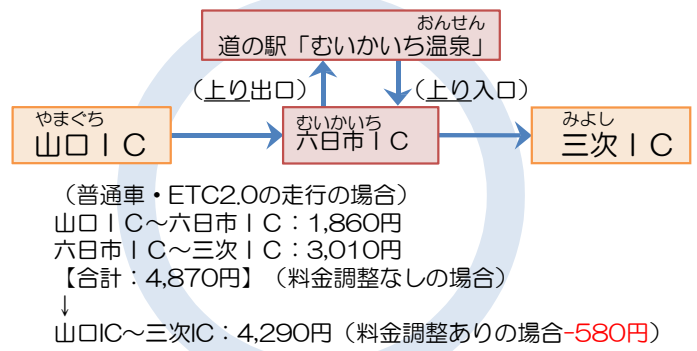 おんせん
道の駅「むいかいち温泉」
（上り出口）
（上り入口）
やまぐち
山口ＩＣ
むいかいち
六日市ＩＣ
みよし
三次ＩＣ
（普通車・ETC2.0の走行の場合）
山口ＩＣ～六日市ＩＣ：1,860円
六日市ＩＣ～三次ＩＣ：3,010円
【合計：4,870円】（料金調整なしの場合）
↓
山口IC～三次IC：4,290円（料金調整ありの場合-580円）